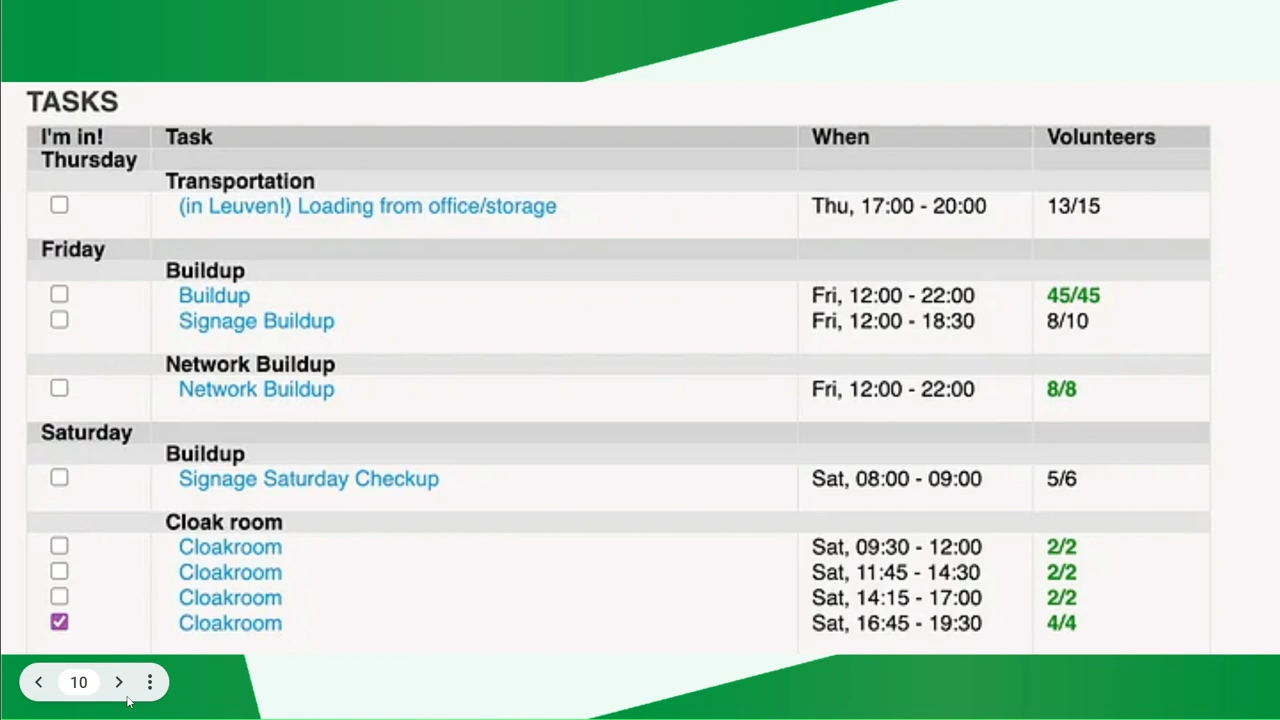 TASKS
I'm in! Task When Volunteers
Thursday
Transportation
(in Leuven!) Loading from office/storage Thu, 17:00 - 20:00 13/15
Friday
Buildup
Buildup Fri, 12:00 - 22:00 45/45
Signage Buildup Fri, 12:00 - 18:30 8/10
Network Buildup
Network Buildup Fri, 12:00 - 22:00 8/8
Saturday
Buildup
Signage Saturday Checkup Sat, 08:00 - 09:00 5/6
Cloak room
Cloakroom Sat, 09:30 - 12:00 2/2
Cloakroom Sat, 11:45 - 14:30 2/2
Cloakroom Sat, 14:15 - 17:00 2/2
Cloakroom Sat, 16:45 - 19:30 4/4
10